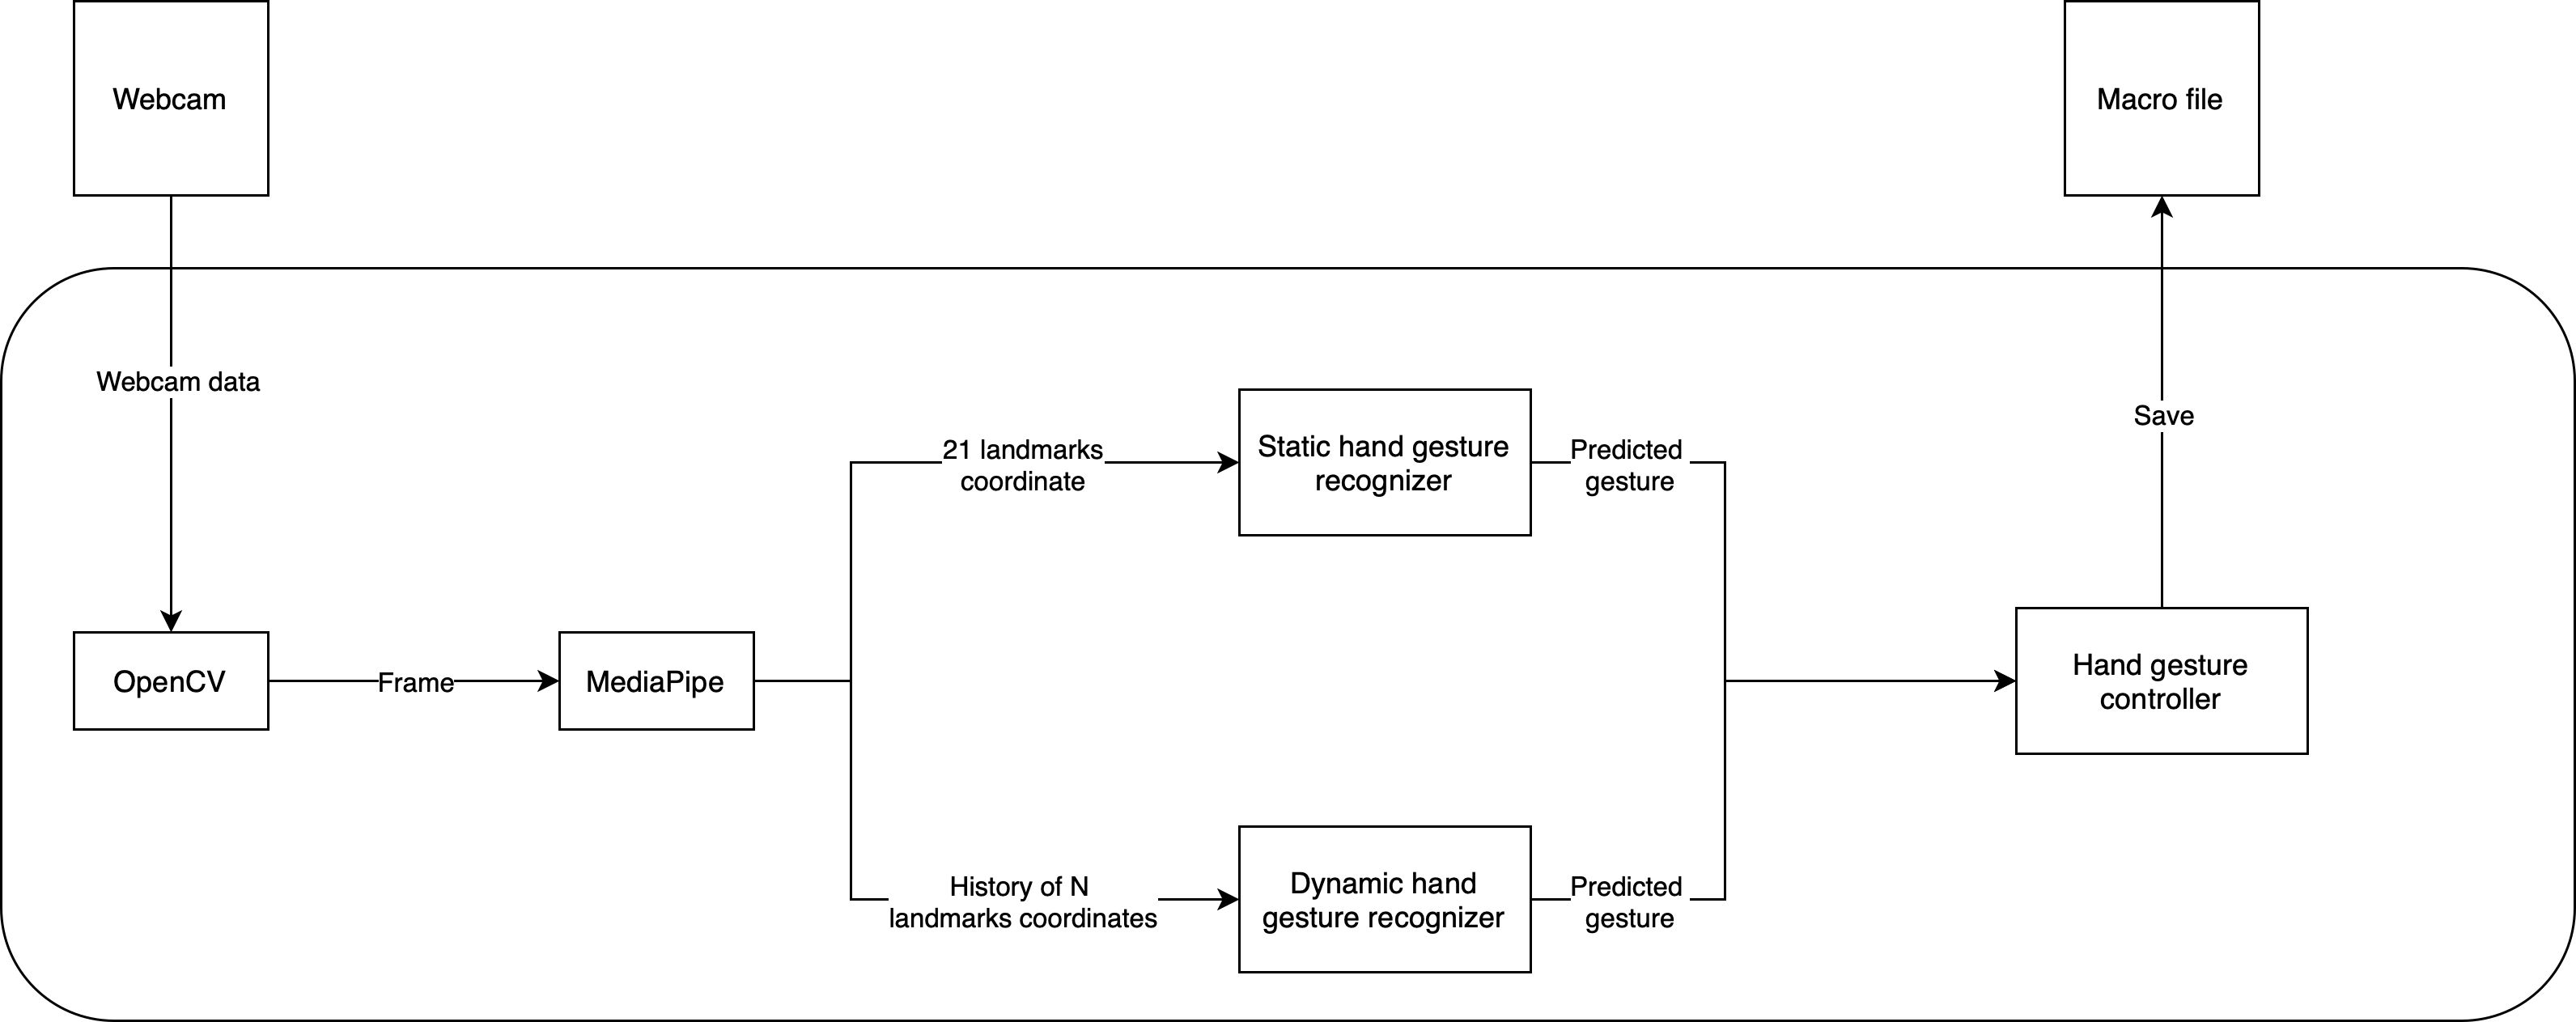 Webcam
Macro file
Webcam data
Save
21 landmarks
coordinate
Static hand gesture
recognizer
Predicted
gesture
OpenCV
Frame
MediaPipe
Hand gesture
controller
History of N
landmarks coordinates
Dynamic hand
gesture recognizer
Predicted
gesture